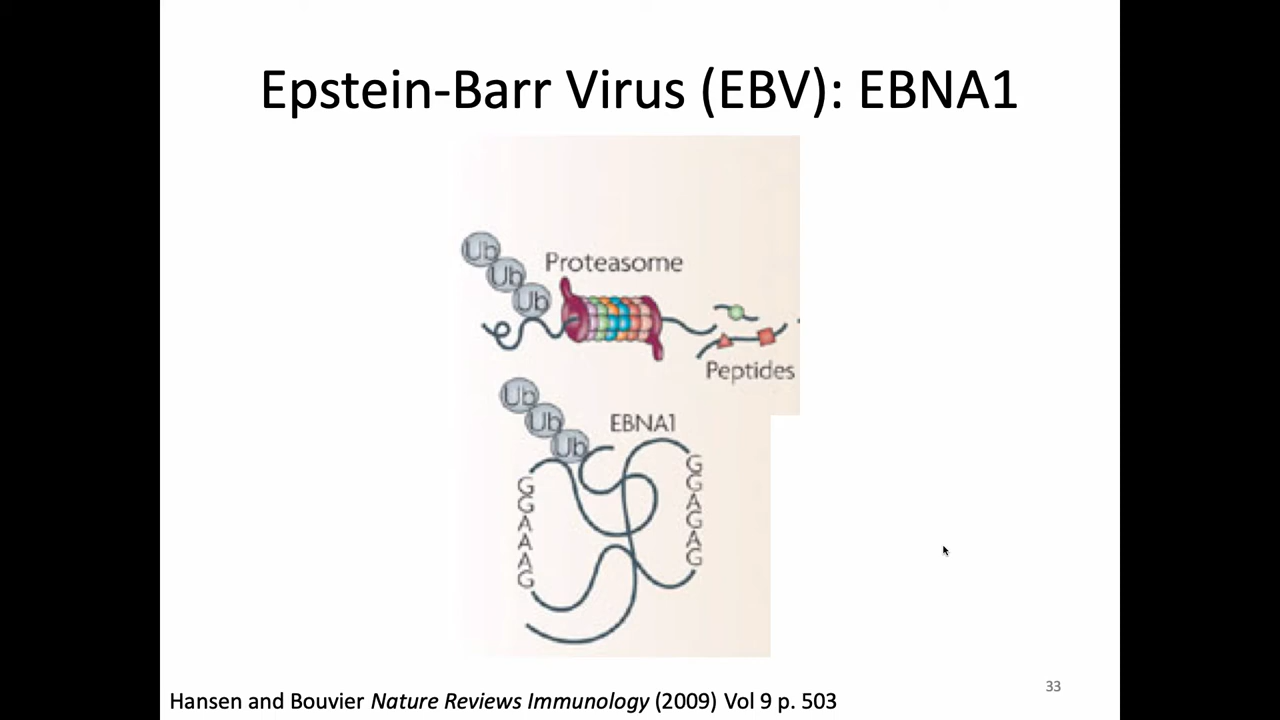 Epstein-Barr Virus (EBV): EBNA1
Ub
Ub
Ub
Proteasome
Peptides
Ub
Ub
Ub
EBNA1
G
G
A
A
A
G
G
G
A
G
A
G
Hansen and Bouvier Nature Reviews Immunology (2009) Vol 9 p. 503
33